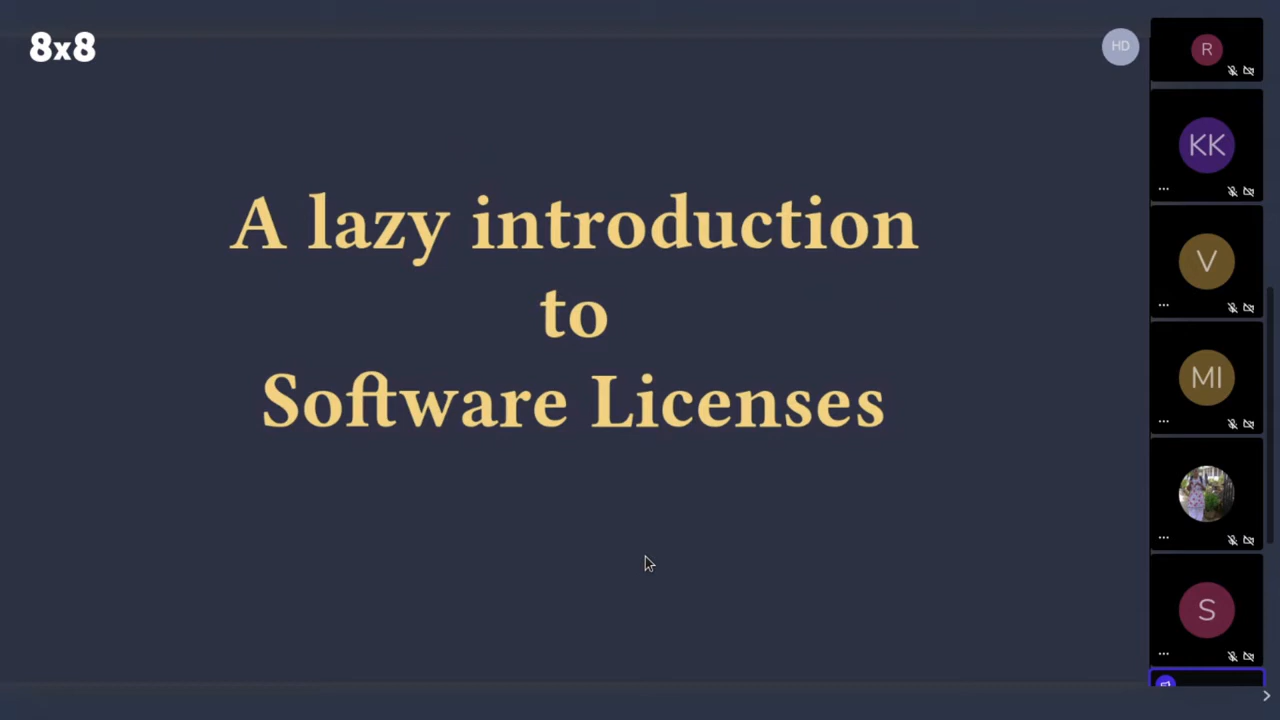 8x8
HD
A lazy introduction
to
Software Licenses
R
KK
V
MI
S